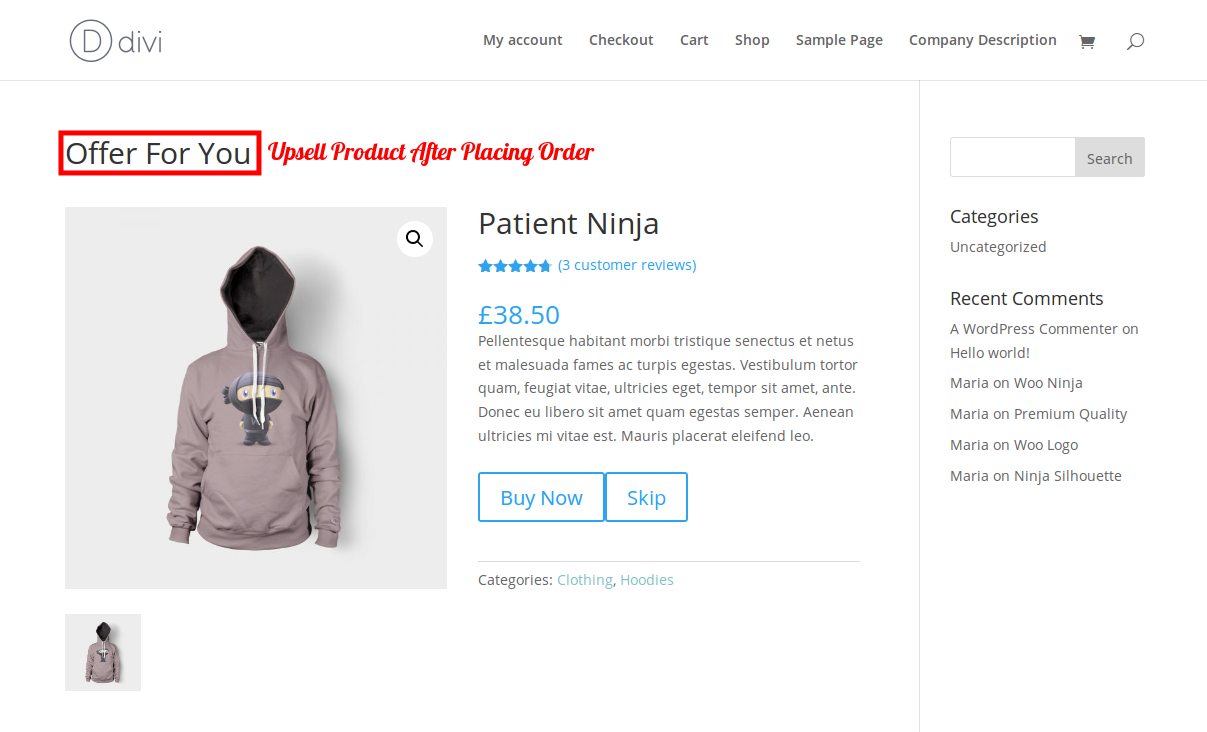 D divi
My account Checkout Cart Shop Sample Page Company Description
Offer For You Upsell Product After Placing Order
Search
Patient Ninja
(3 customer reviews)
£38.50
Pellentesque habitant morbi tristique senectus et netus
et malesuada fames ac turpis egestas. Vestibulum tortor
quam, feugiat vitae, ultricies eget, tempor sit amet, ante.
Donec eu libero sit amet quam egestas semper. Aenean
ultricies mi vitae est. Mauris placerat eleifend leo.
Buy Now Skip
Categories: Clothing, Hoodies
Categories
Uncategorized
Recent Comments
A WordPress Commenter on
Hello world!
Maria on Woo Ninja
Maria on Premium Quality
Maria on Woo Logo
Maria on Ninja Silhouette